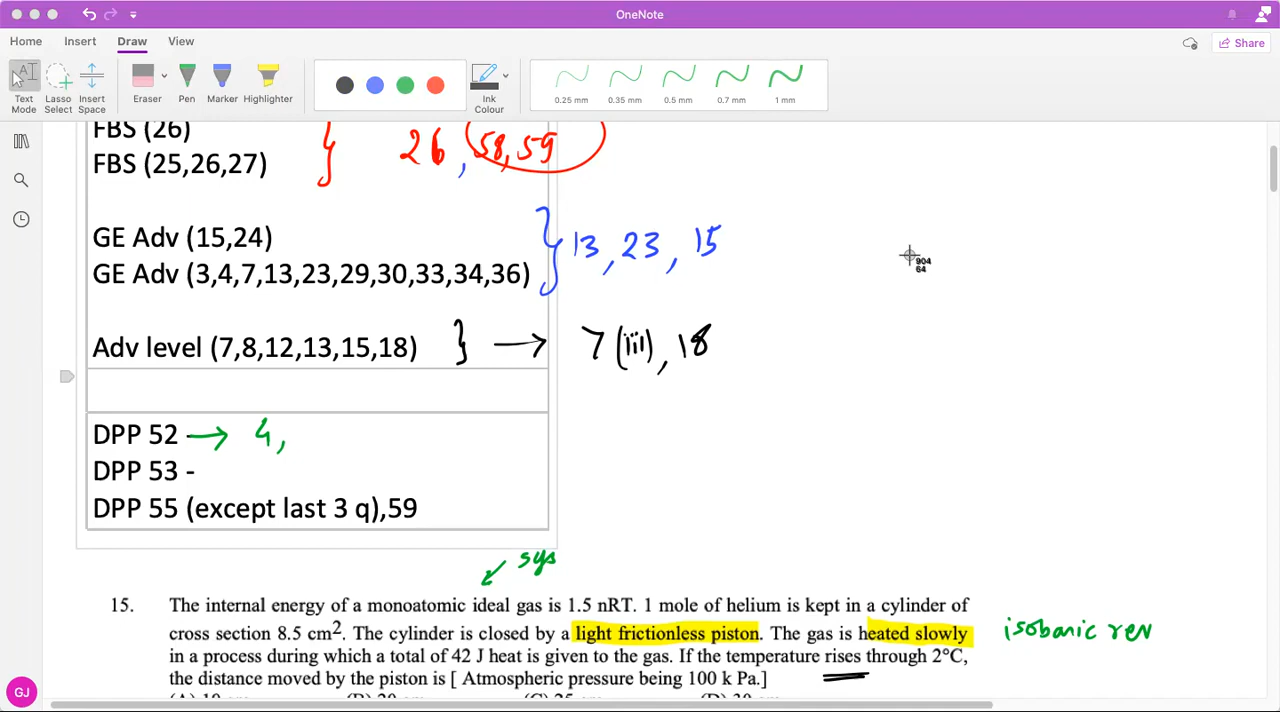 OneNote
Home Insert Draw View
Share
Text Mode Lasso Select Insert Space Eraser Pen Marker Highlighter Ink Colour 0.25 mm 0.35 mm 0.5 mm 0.7 mm 1 mm
FBS (26)
FBS (25,26,27) } 26, 58,59
GE Adv (15,24)
} 13, 23, 15
GE Adv (3,4,7,13,23,29,30,33,34,36)
Adv level (7,8,12,13,15,18) } → 7 (iii), 18
904
64
DPP 52 → 4,
DPP 53 -
DPP 55 (except last 3 q),59
sys
15. The internal energy of a monoatomic ideal gas is 1.5 nRT. 1 mole of helium is kept in a cylinder of
cross section 8.5 cm². The cylinder is closed by a light frictionless piston. The gas is heated slowly isobaric rev
in a process during which a total of 42 J heat is given to the gas. If the temperature rises through 2°C,
the distance moved by the piston is [ Atmospheric pressure being 100 k Pa.]
GJ